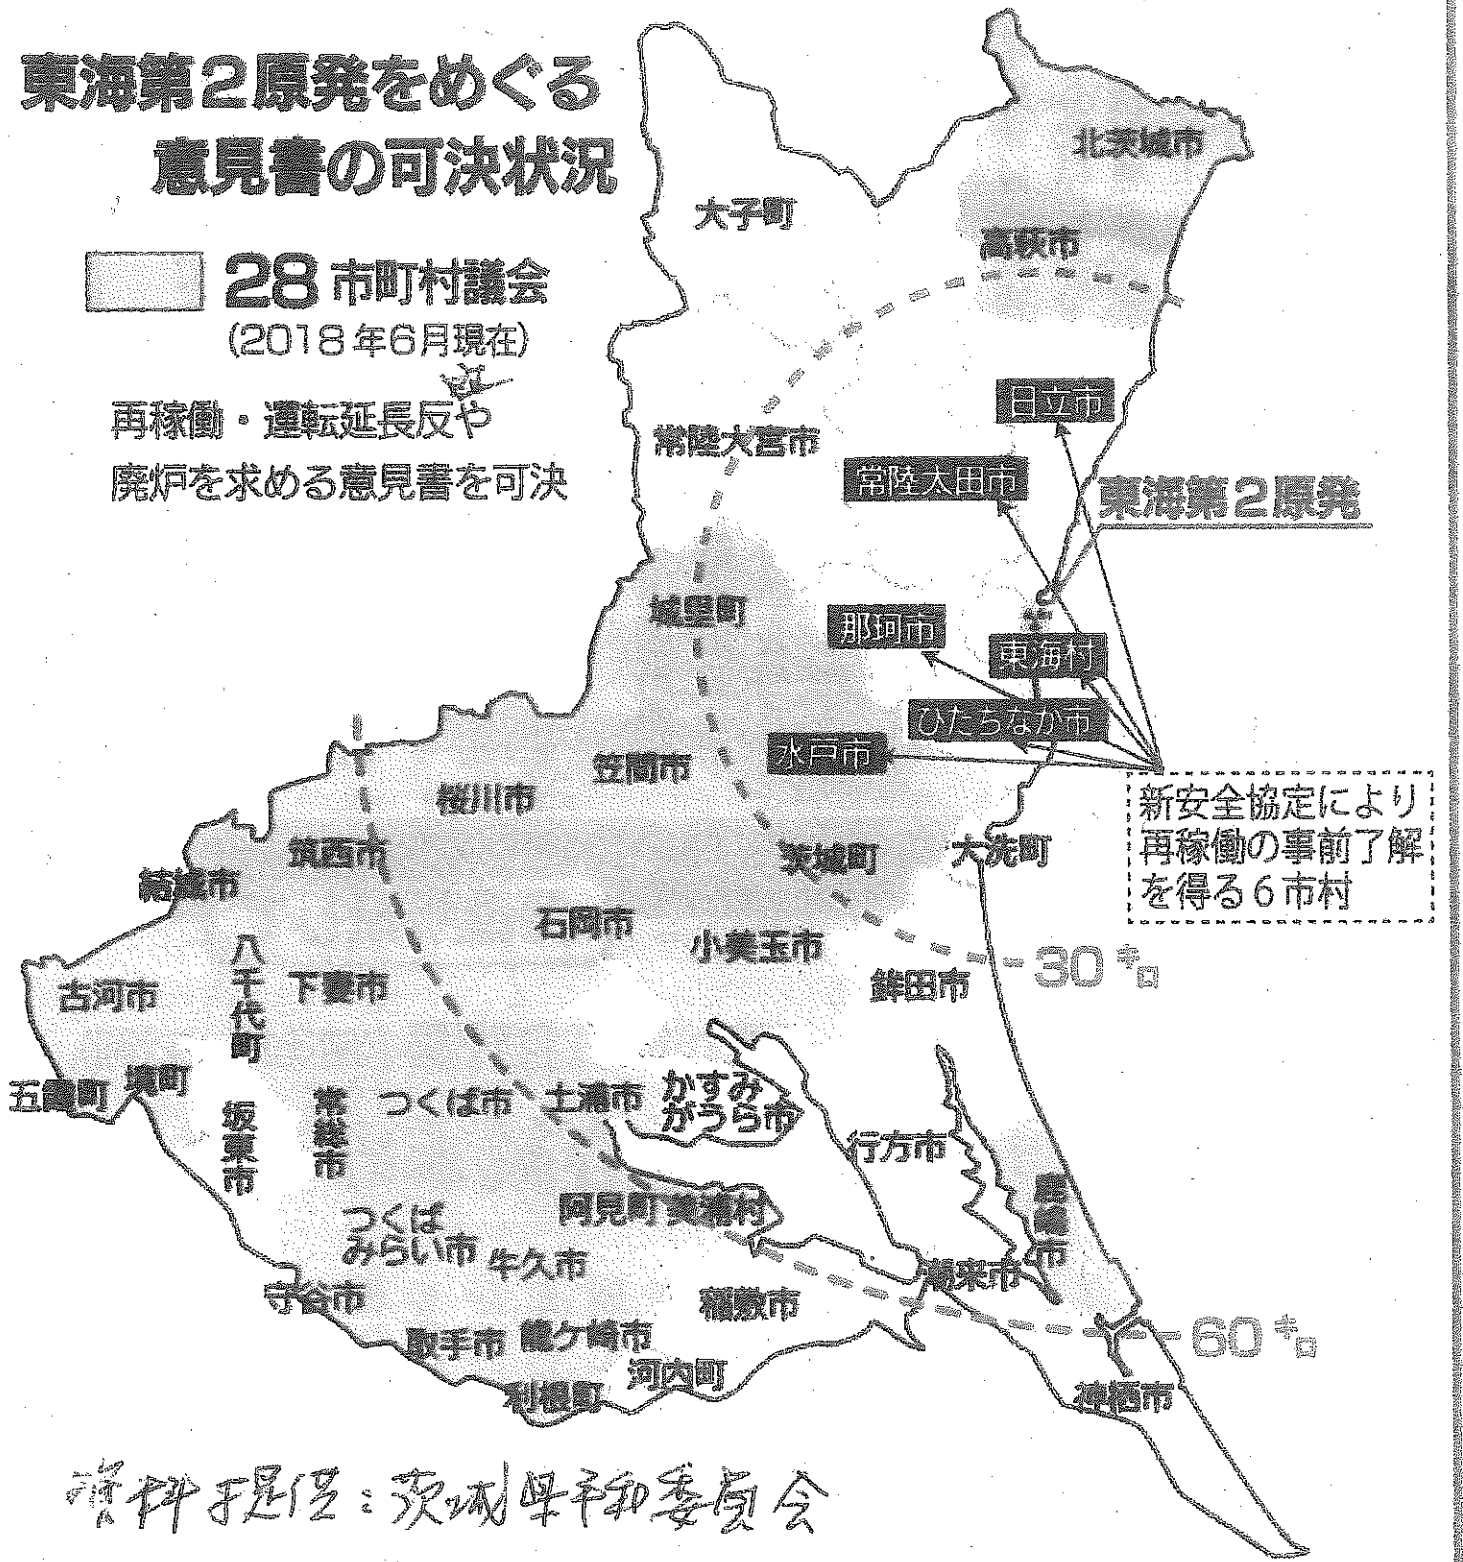 東海第2原発をめぐる
意見書の可決状況
28市町村議会
(2018年6月現在)
再稼働・運転延長反や
廃炉を求める意見書を可決
北茨城市
大子町
高萩市
日立市
常陸大宮市
常陸太田市
東海第2原発
城里町
那珂市
東海村
ひたちなか市
水戸市
笠間市
桜川市
新安全協定により
再稼働の事前了解
を得る6市村
筑西市
茨城町
大洗町
結城市
石岡市
小美玉市
八千代町
30キロ
古河市
下妻市
鉾田市
五霞町
境町
坂東市
常総市
つくば市
土浦市
かすみ
がうら市
行方市
鹿嶋市
つくば
みらい市
阿見町
美浦村
牛久市
守谷市
稲敷市
潮来市
取手市
龍ケ崎市
60キロ
河内町
利根町
神栖市
資料提供：茨城県平和委員会